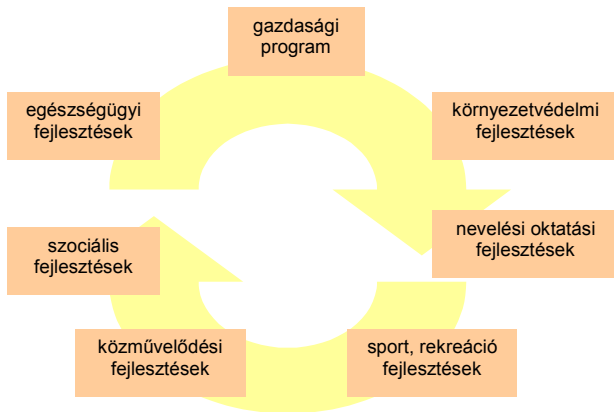 gazdasági
program
egészségügyi
fejlesztések
környezetvédelmi
fejlesztések
szociális
fejlesztések
nevelési oktatási
fejlesztések
közművelődési
fejlesztések
sport, rekreáció
fejlesztések